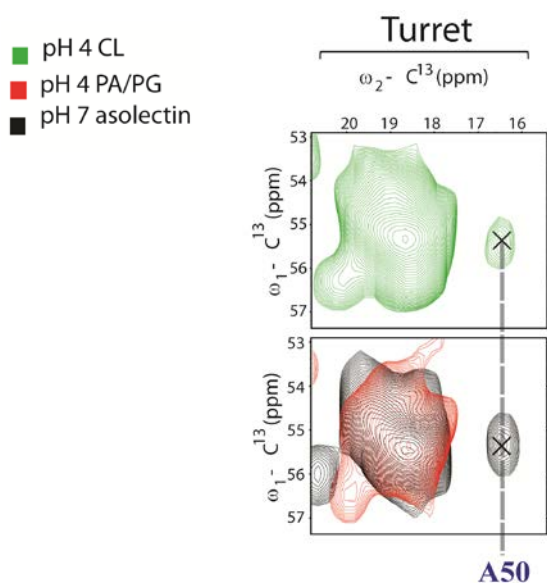 pH 4 CL
pH 4 PA/PG
pH 7 asolectin
Turret
ω₂- C¹³(ppm)
20 19 18 17 16
53
54
55
56
57
ω₁- C¹³(ppm)
53
54
55
56
57
ω₁- C¹³(ppm)
A50